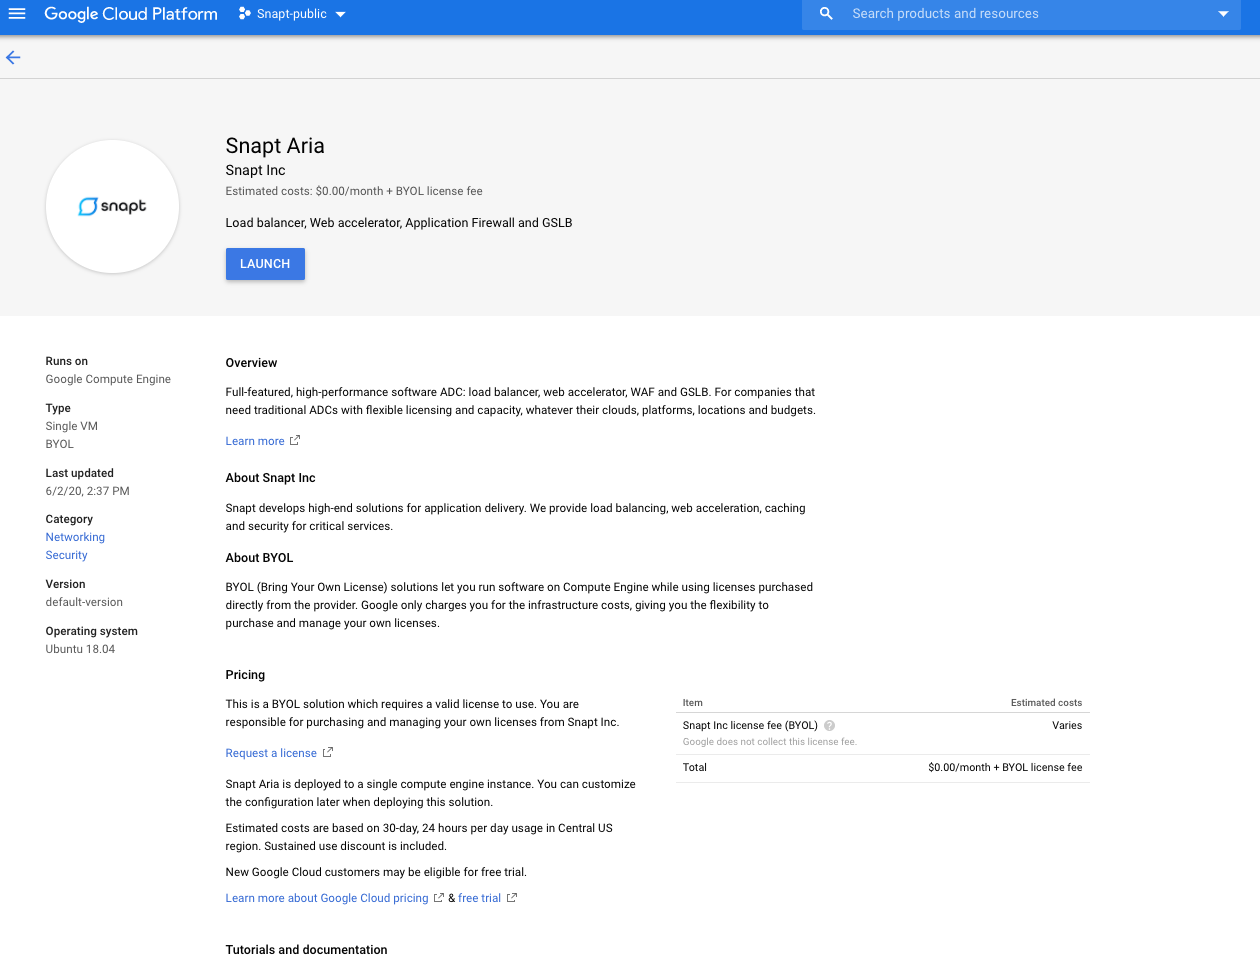 Google Cloud Platform
Snapt-public
Search products and resources
snapt
Snapt Aria
Snapt Inc
Estimated costs: $0.00/month + BYOL license fee
Load balancer, Web accelerator, Application Firewall and GSLB
LAUNCH
Runs on
Google Compute Engine
Type
Single VM
BYOL
Last updated
6/2/20, 2:37 PM
Category
Networking
Security
Version
default-version
Operating system
Ubuntu 18.04
Overview
Full-featured, high-performance software ADC: load balancer, web accelerator, WAF and GSLB. For companies that
need traditional ADCs with flexible licensing and capacity, whatever their clouds, platforms, locations and budgets.
Learn more
About Snapt Inc
Snapt develops high-end solutions for application delivery. We provide load balancing, web acceleration, caching
and security for critical services.
About BYOL
BYOL (Bring Your Own License) solutions let you run software on Compute Engine while using licenses purchased
directly from the provider. Google only charges you for the infrastructure costs, giving you the flexibility to
purchase and manage your own licenses.
Pricing
This is a BYOL solution which requires a valid license to use. You are
responsible for purchasing and managing your own licenses from Snapt Inc.
Request a license
Snapt Aria is deployed to a single compute engine instance. You can customize
the configuration later when deploying this solution.
Estimated costs are based on 30-day, 24 hours per day usage in Central US
region. Sustained use discount is included.
New Google Cloud customers may be eligible for free trial.
Learn more about Google Cloud pricing & free trial
Item Estimated costs
Snapt Inc license fee (BYOL) ? Varies
Google does not collect this license fee.
Total $0.00/month + BYOL license fee
Tutorials and documentation